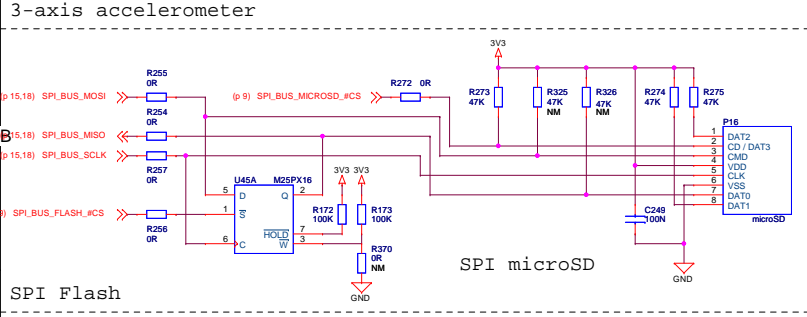 3-axis accelerometer
3V3
R255
0R
R272 0R
(p 15,18) SPI_BUS_MOSI
(p 9) SPI_BUS_MICROSD_#CS
R273
47K
R325
47K
NM
R326
47K
NM
R274
47K
R275
47K
R254
0R
B
15,18) SPI_BUS_MISO
(p 15,18) SPI_BUS_SCLK
R257
0R
P16
1 DAT2
2 CD / DAT3
3 CMD
4 VDD
5 CLK
6 VSS
7 DAT0
8 DAT1
microSD
U45A M25PX16
5 D Q 2
1 S
HOLD 7
6 C W 3
3V3 3V3
R172
100K
R173
100K
9) SPI_BUS_FLASH_#CS
R256
0R
R370
0R
NM
GND
C249
100N
GND
SPI microSD
SPI Flash